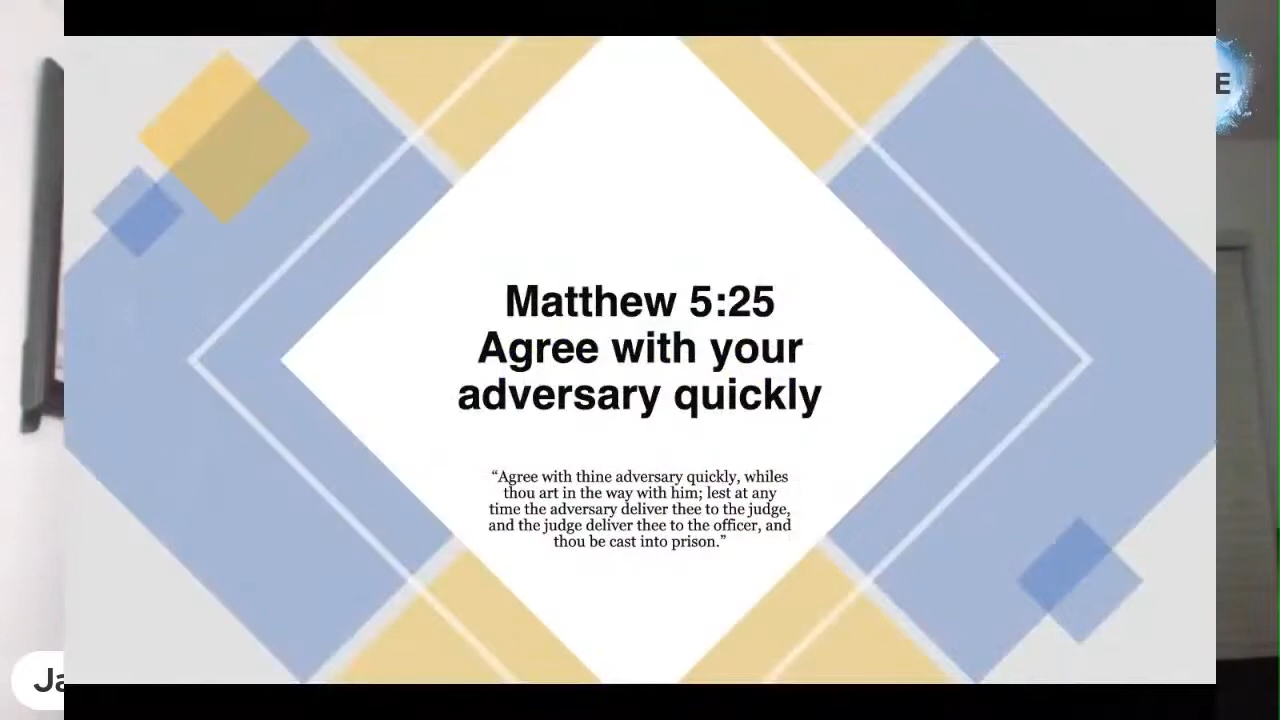 E
Matthew 5:25
Agree with your
adversary quickly
“Agree with thine adversary quickly, whiles
thou art in the way with him; lest at any
time the adversary deliver thee to the judge,
and the judge deliver thee to the officer, and
thou be cast into prison.”
Ja